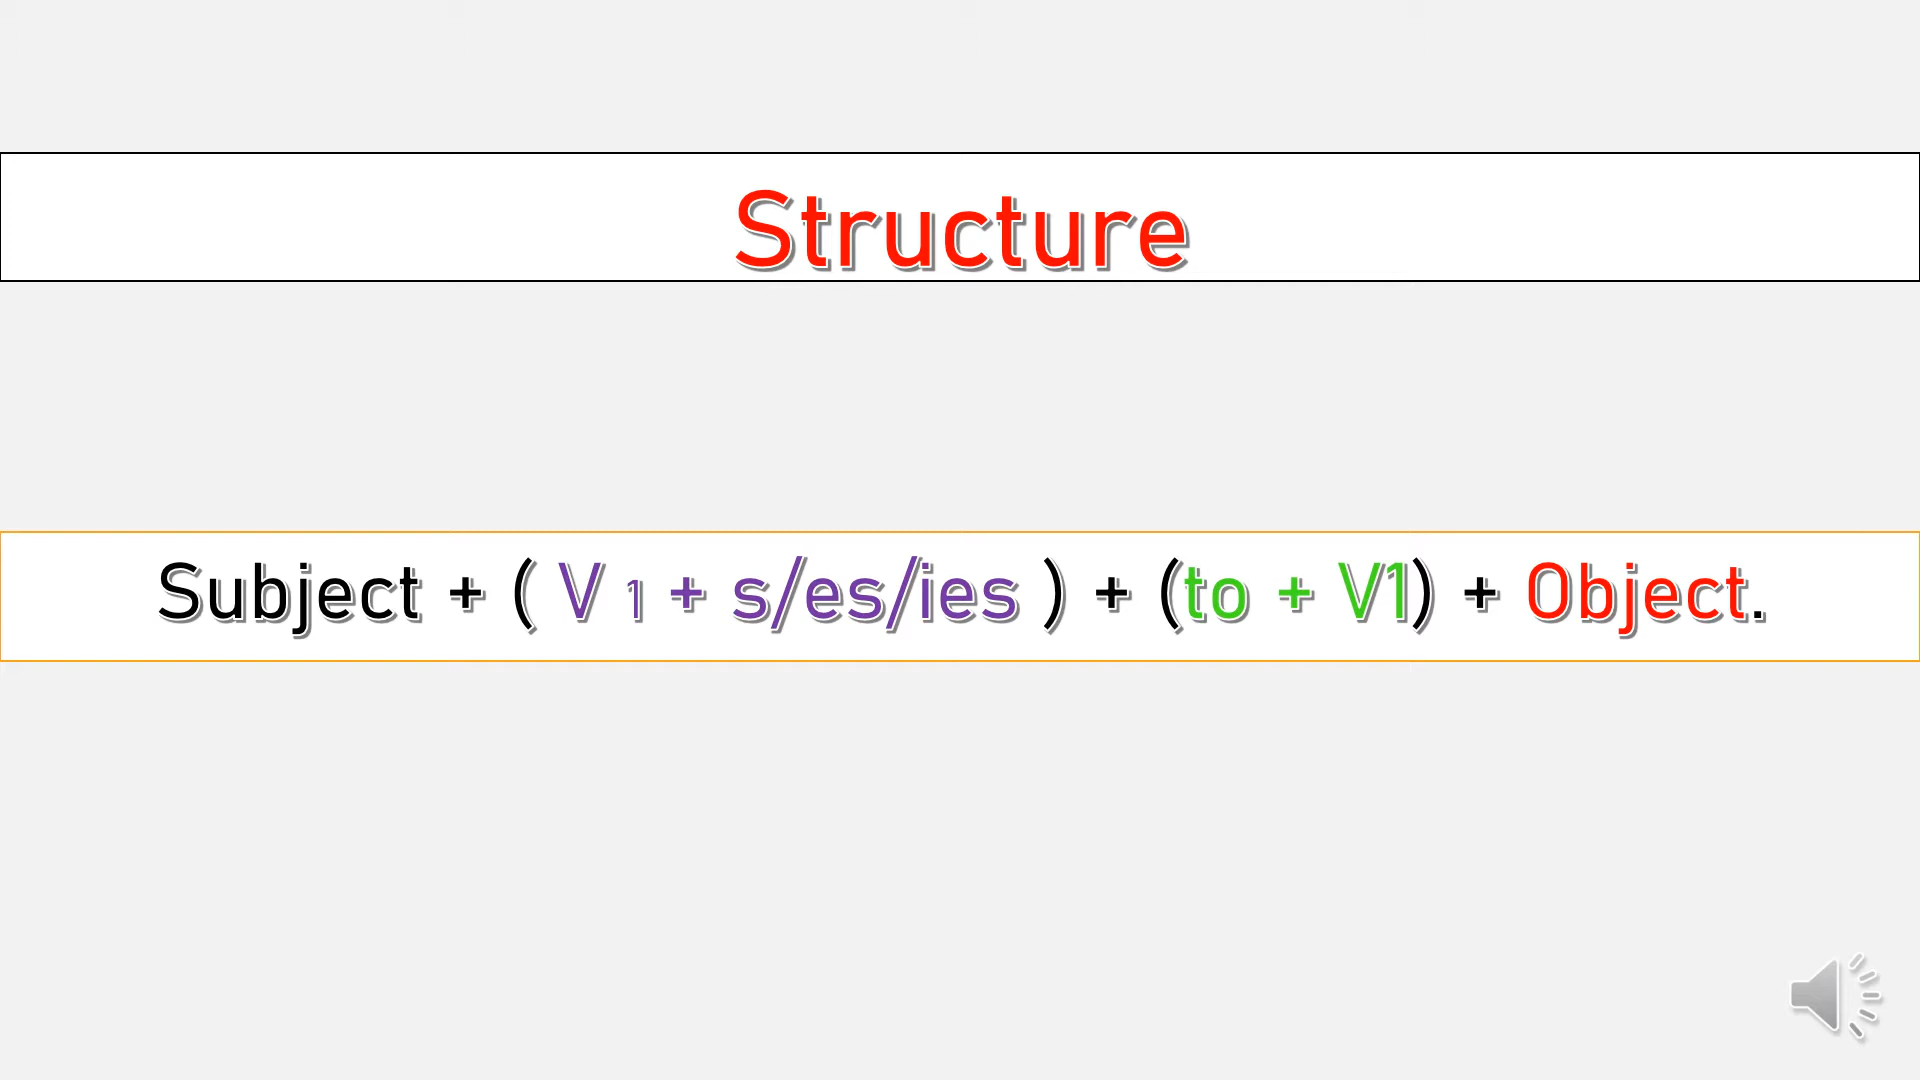 Structure
Subject + ( V 1 + s/es/ies ) + (to + V1) + Object.